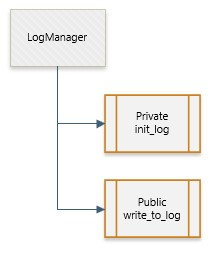 LogManager
Private
init_log
Public
write_to_log